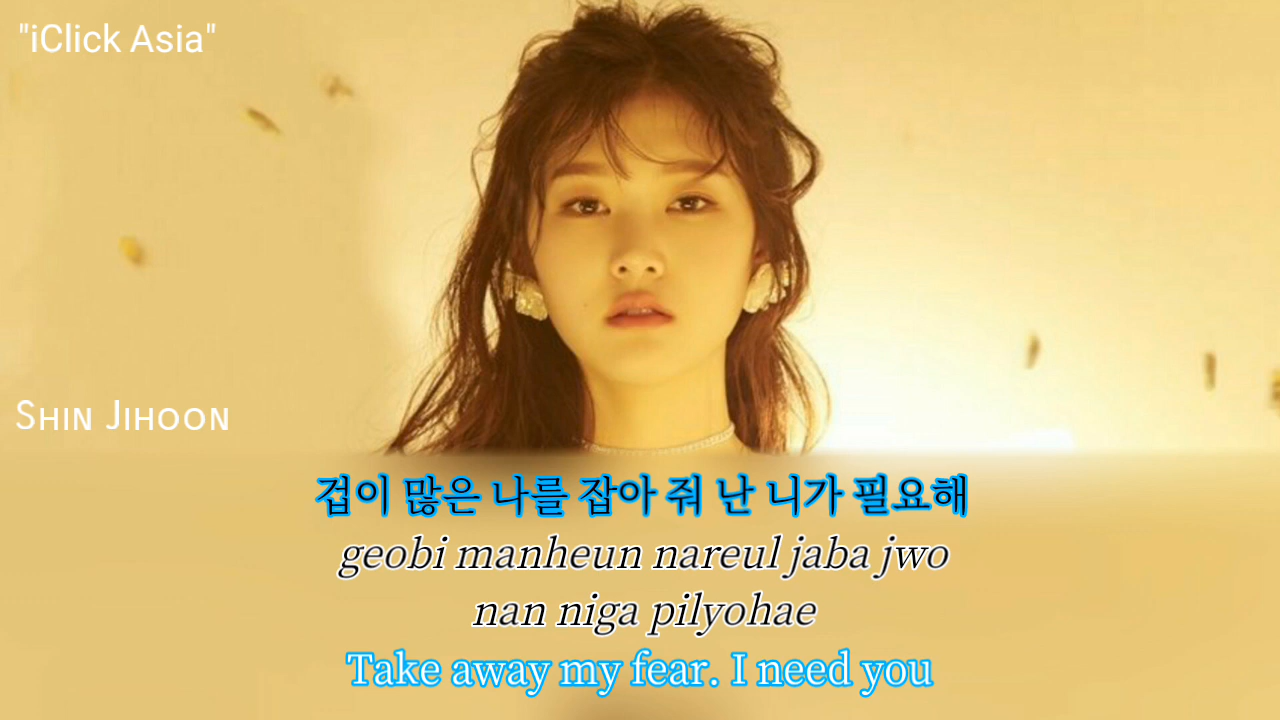 "iClick Asia"
Shin Jihoon
겁이 많은 나를 잡아 줘 난 니가 필요해
geobi manheun nareul jaba jwo
nan niga pilyohae
Take away my fear. I need you